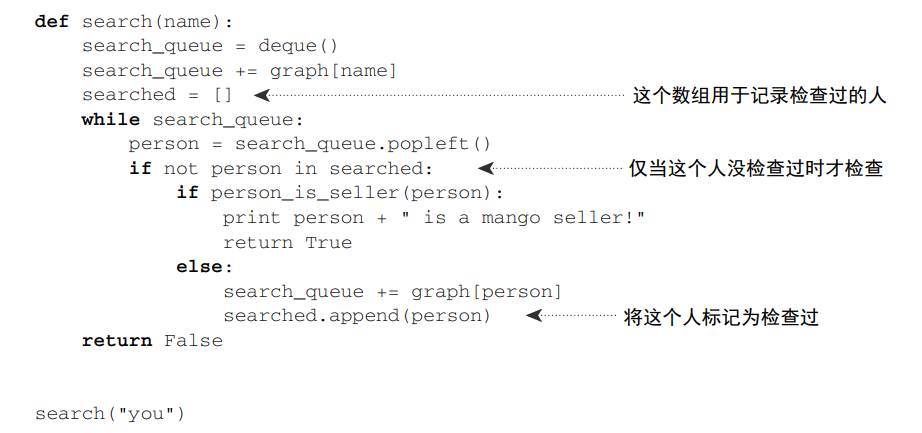 def search(name):
    search_queue = deque()
    search_queue += graph[name]
    searched = [] 这个数组用于记录检查过的人
    while search_queue:
        person = search_queue.popleft()
        if not person in searched: 仅当这个人没检查过时才检查
            if person_is_seller(person):
                print person + " is a mango seller!"
                return True
            else:
                search_queue += graph[person]
                searched.append(person) 将这个人标记为检查过
    return False
search("you")